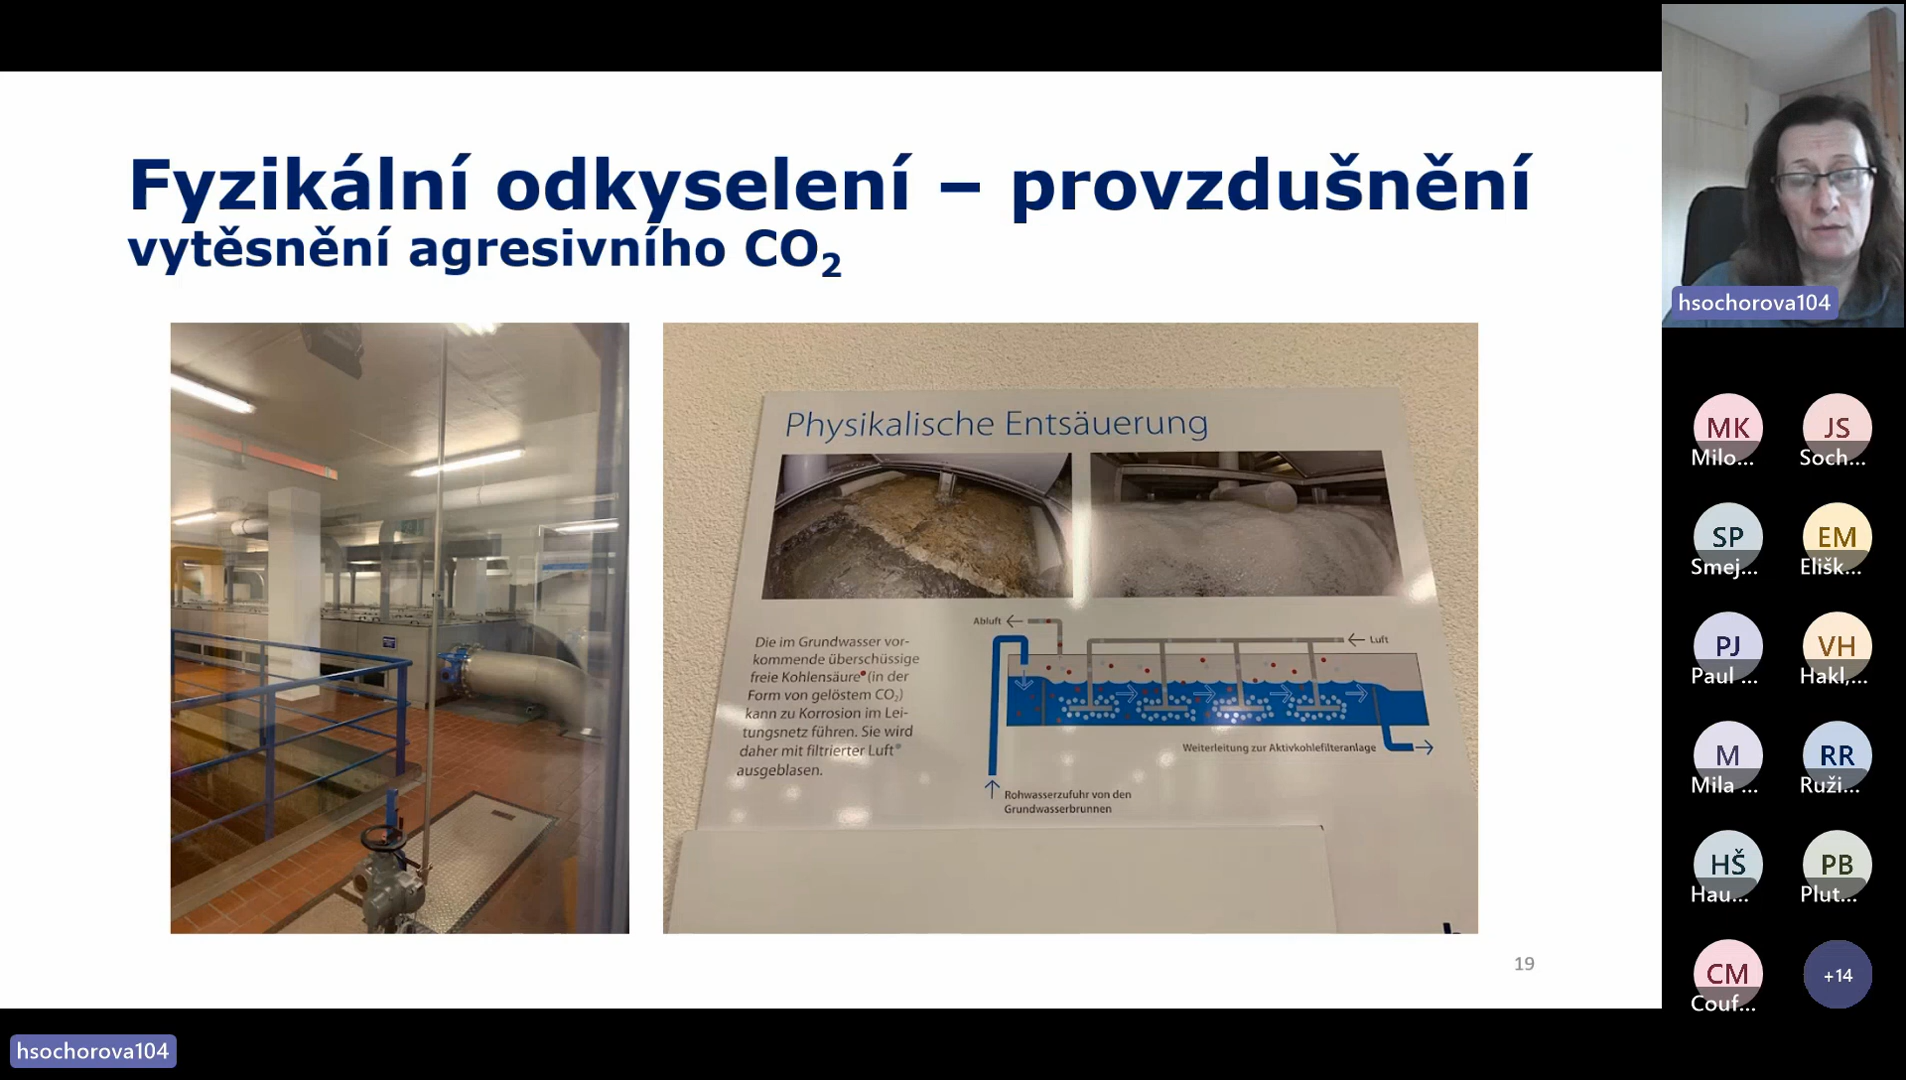 Fyzikální odkyselení – provzdušnění
vytěsnění agresivního CO₂
Physikalische Entsäuerung
Die im Grundwasser vor-
kommende überschüssige
freie Kohlensäure (in der
Form von gelöstem CO₂)
kann zu Korrosion im Lei-
tungsnetz führen. Sie wird
daher mit filtrierter Luft
ausgeblasen.
Abluft
Luft
Weiterleitung zur Aktivkohlefilteranlage
Rohwasserzufuhr von den
Grundwasserbrunnen
19
hsochorova104
hsochorova104
MK
Milo...
JS
Soch...
SP
Smej...
EM
Elišk...
PJ
Paul ...
VH
Hakl,...
M
Mila ...
RR
Ruži...
HŠ
Hau...
PB
Plut...
CM
Couf...
+14